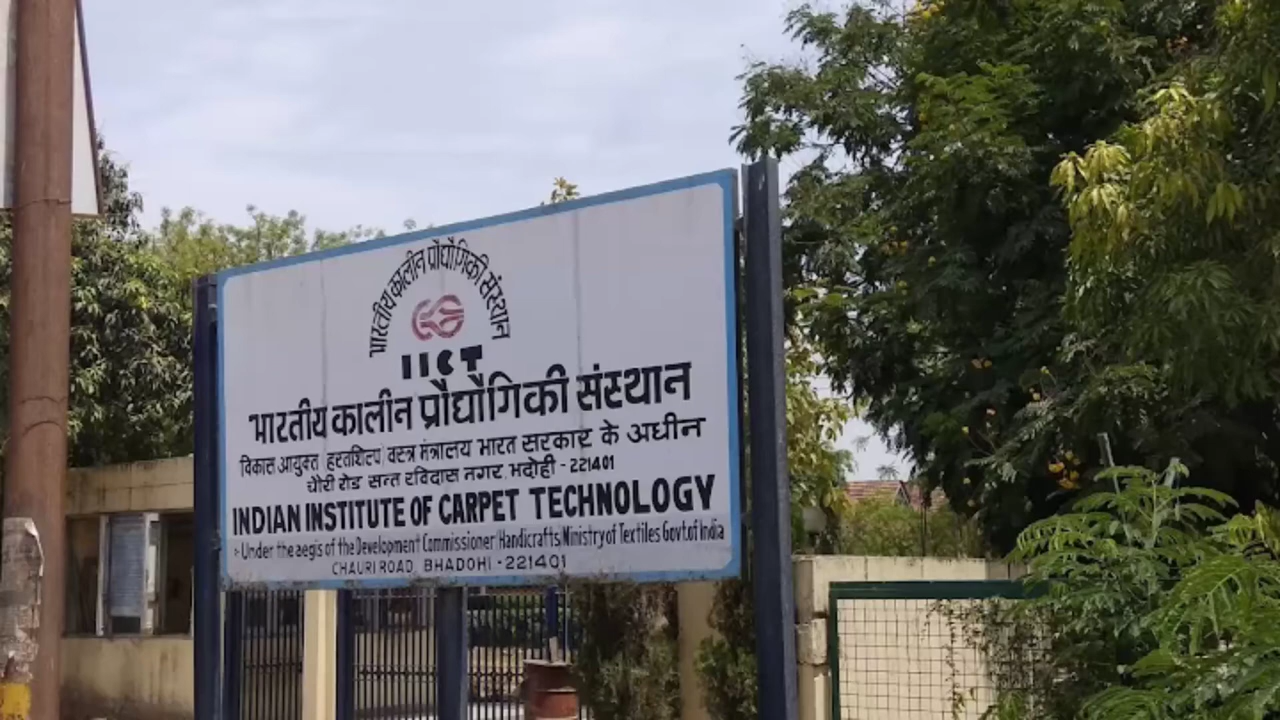 भारतीय कालीन प्रौद्यौगिकी संस्थान
IICT
भारतीय कालीन प्रौद्यौगिकी संस्थान
विकास आयुक्त हस्तशिल्प वस्त्र मंत्रालय भारत सरकार के अधीन
चौरी रोड सन्त रविदास नगर, भदोही - 221401
INDIAN INSTITUTE OF CARPET TECHNOLOGY
Under the aegis of the Development Commissioner Handicrafts Ministry of Textiles Govt. of India
CHAURI ROAD, BHADOHI - 221401